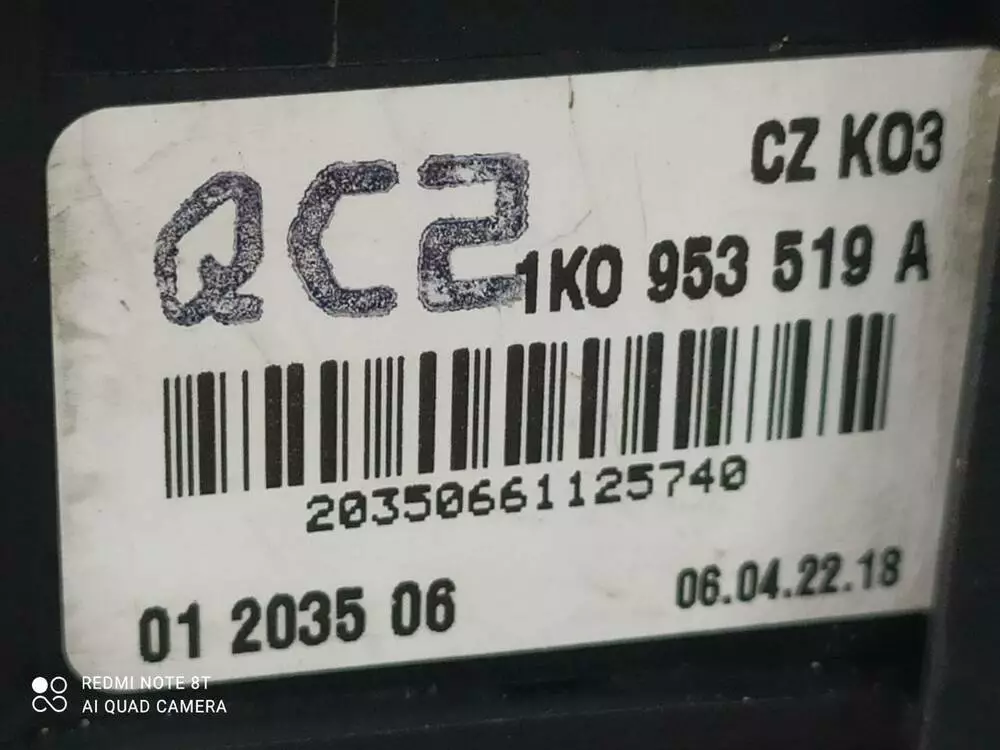 CZ K03
QC2
1K0 953 519 A
20350661125740
01 2035 06
06.04.22.18
REDMI NOTE 8T
AI QUAD CAMERA